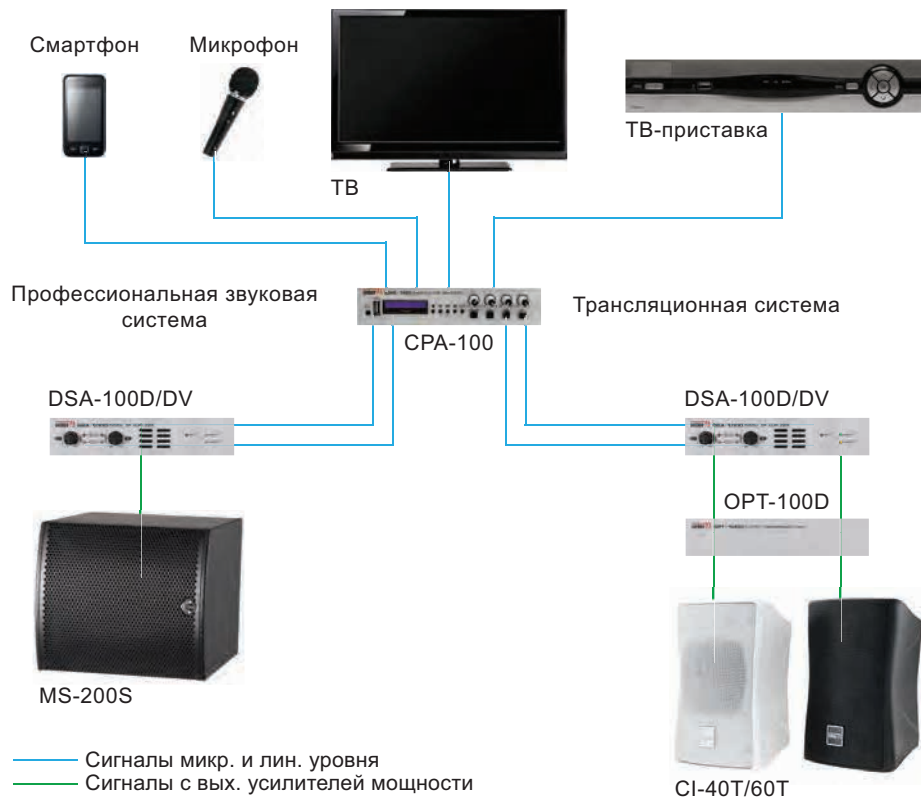 Смартфон
Микрофон
ТВ
ТВ-приставка
Профессиональная звуковая
система
Трансляционная система
CPA-100
DSA-100D/DV
DSA-100D/DV
OPT-100D
MS-200S
CI-40T/60T
Сигналы микр. и лин. уровня
Сигналы с вых. усилителей мощности